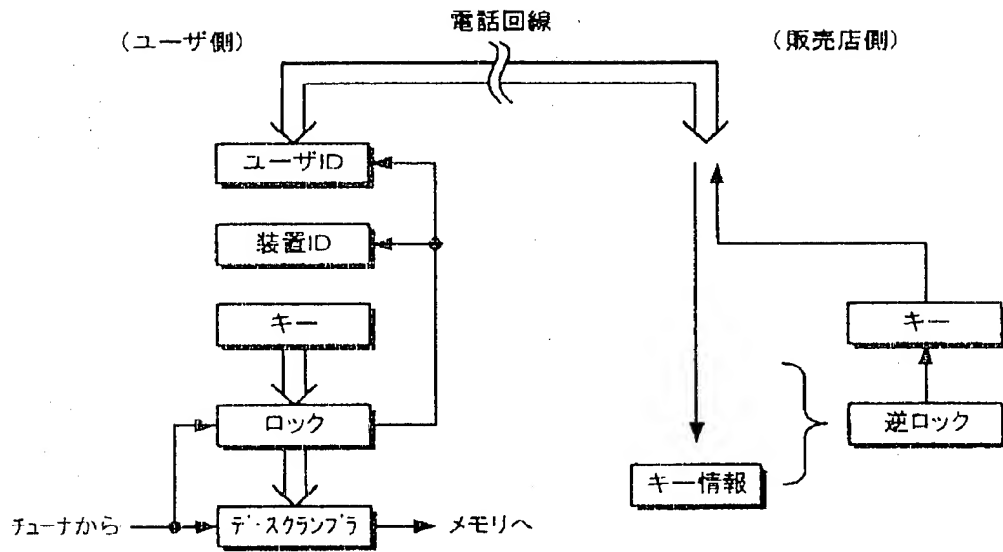 電話回線
(ユーザ側)
(販売店側)
ユーザID
装置ID
キー
キー
ロック
逆ロック
キー情報
チューナから
デ・スクランブラ
メモリへ